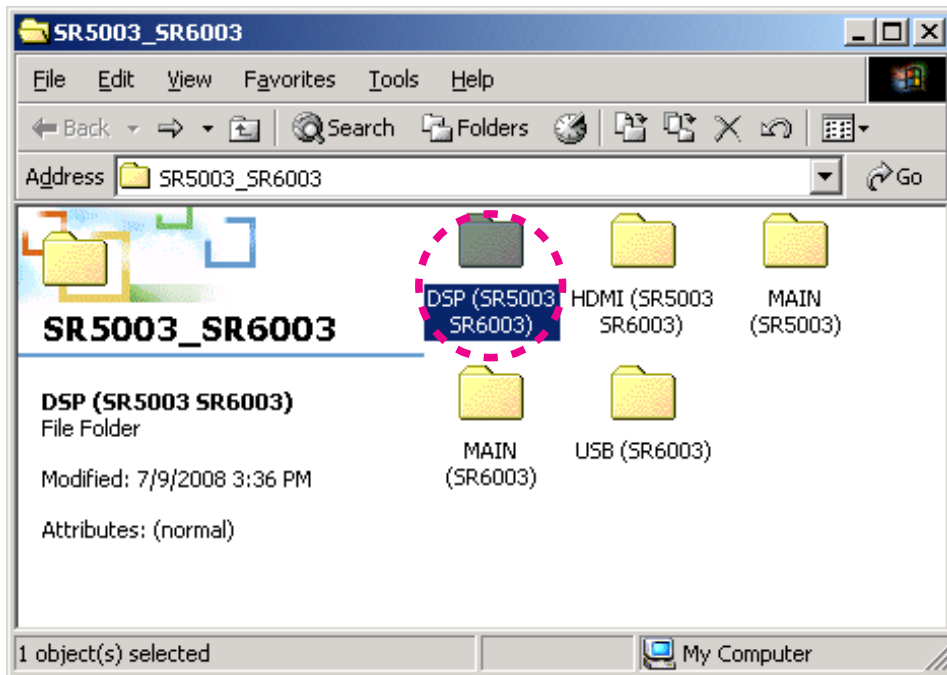 SR5003_SR6003
File Edit View Favorites Tools Help
Back Search Folders
Address SR5003_SR6003 Go
SR5003_SR6003
DSP (SR5003 SR6003)
File Folder
Modified: 7/9/2008 3:36 PM
Attributes: (normal)
DSP (SR5003
SR6003)
HDMI (SR5003
SR6003)
MAIN
(SR5003)
MAIN
(SR6003)
USB (SR6003)
1 object(s) selected
My Computer